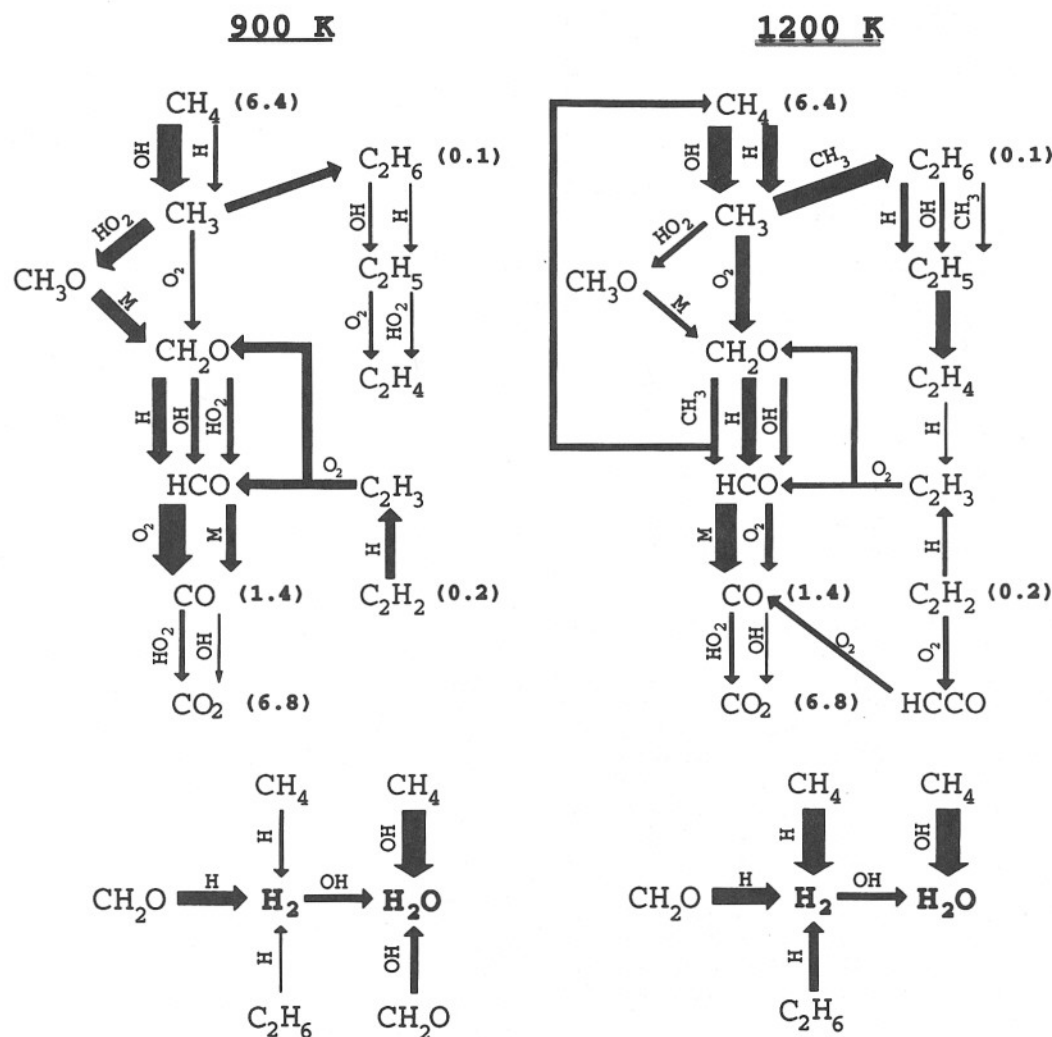 900 K 1200 K
CH₄ (6.4) CH₄ (6.4)
OH H OH H
C₂H₆ (0.1) CH₃ C₂H₆ (0.1)
HO₂ CH₃ OH H HO₂ CH₃ H OH CH₃
CH₃O O₂ C₂H₅ CH₃O O₂ C₂H₅
M O₂ HO₂ M
CH₂O C₂H₄ CH₂O C₂H₄
H OH HO₂ CH₃ H OH H
HCO O₂ C₂H₃ HCO O₂ C₂H₃
O₂ M H M O₂ H
CO (1.4) C₂H₂ (0.2) CO (1.4) C₂H₂ (0.2)
HO₂ OH HO₂ OH O₂ O₂
CO₂ (6.8) CO₂ (6.8) HCCO
CH₄ CH₄ CH₄ CH₄
H OH H OH
CH₂O H H₂ OH H₂O CH₂O H H₂ OH H₂O
H OH H
C₂H₆ CH₂O C₂H₆